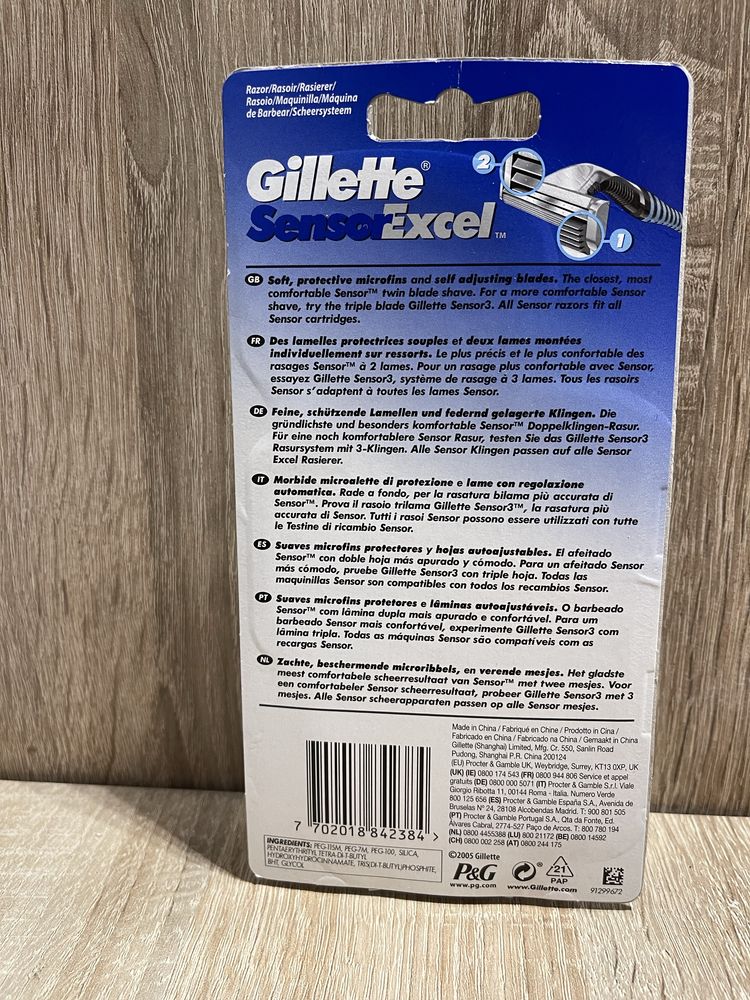 Razor/Rasoir/Rasierer/
Rasoio/Maquinilla/Máquina
de Barbear/Scheersysteem
Gillette®
SensorExcel™
2
1
GB Soft, protective microfins and self adjusting blades. The closest, most
comfortable Sensor™ twin blade shave. For a more comfortable Sensor
shave, try the triple blade Gillette Sensor3. All Sensor razors fit all
Sensor cartridges.
FR Des lamelles protectrices souples et deux lames montées
individuellement sur ressorts. Le plus précis et le plus confortable des
rasages Sensor™ à 2 lames. Pour un rasage plus confortable avec Sensor,
essayez Gillette Sensor3, système de rasage à 3 lames. Tous les rasoirs
Sensor s'adaptent à toutes les lames Sensor.
DE Feine, schützende Lamellen und federnd gelagerte Klingen. Die
gründlichste und besonders komfortable Sensor™ Doppelklingen-Rasur.
Für eine noch komfortablere Sensor Rasur, testen Sie das Gillette Sensor3
Rasursystem mit 3-Klingen. Alle Sensor Klingen passen auf alle Sensor
Excel Rasierer.
IT Morbide microalette di protezione e lame con regolazione
automatica. Rade a fondo, per la rasatura bilama più accurata di
Sensor™. Prova il rasoio trilama Gillette Sensor3™, la rasatura più
accurata di Sensor. Tutti i rasoi Sensor possono essere utilizzati con tutte
le Testine di ricambio Sensor.
ES Suaves microfins protectores y hojas autoajustables. El afeitado
Sensor™ con doble hoja más apurado y cómodo. Para un afeitado Sensor
más cómodo, pruebe Gillette Sensor3 con triple hoja. Todas las
maquinillas Sensor son compatibles con todos los recambios Sensor.
PT Suaves microfins protetores e lâminas autoajustáveis. O barbeado
Sensor™ com lâmina dupla mais apurado e confortável. Para um
barbeado Sensor mais confortável, experimente Gillette Sensor3 com
lâmina tripla. Todas as máquinas Sensor são compatíveis com as
recargas Sensor.
NL Zachte, beschermende microribbels, en verende mesjes. Het gladste
meest comfortabele scheerresultaat van Sensor™ met twee mesjes. Voor
een comfortabeler Sensor scheerresultaat, probeer Gillette Sensor3 met 3
mesjes. Alle Sensor scheerapparaten passen op alle Sensor mesjes.
Made in China / Fabriqué en Chine / Prodotto in Cina /
Fabricado en China / Fabricado na China / Gemaakt in China
Gillette (Shanghai) Limited, Mfg. Cr. 550, Sanlin Road
Pudong, Shanghai P.R. China 200124
(EU) Procter & Gamble UK, Weybridge, Surrey, KT13 0XP, UK
(UK) (IE) 0800 174 543 (FR) 0800 944 806 Service et appel
gratuits (DE) 0800 000 5071 (IT) Procter & Gamble S.r.l. Viale
Giorgio Ribotta 11, 00144 Roma - Italia. Numero Verde
800 125 656 (ES) Procter & Gamble España S.A., Avenida de
Bruselas Nº 24, 28108 Alcobendas Madrid. T: 900 801 505
(PT) Procter & Gamble Portugal S.A., Qta da Fonte, Ed.
Álvares Cabral, 2774-527 Paço de Arcos. T: 800 780 194
(NL) 0800 4455388 (LU) 800 21172 (BE) 0800 14592
(CH) 0800 002 258 (AT) 0800 244 175
7 702018 842384 >
INGREDIENTS: PEG-115M, PEG-7M, PEG-100, SILICA,
PENTAERYTHRITYL TETRA-DI-T-BUTYL
HYDROXYHYDROCINNAMATE, TRIS(DI-T-BUTYL)PHOSPHITE,
BHT, GLYCOL
©2005 Gillette
P&G
www.pg.com
www.Gillette.com
21
PAP
91299672